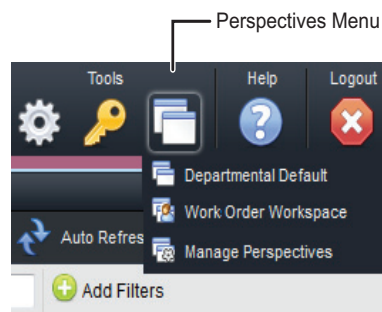 Perspectives Menu
Tools
Help
Logout
Departmental Default
Work Order Workspace
Manage Perspectives
Auto Refres
Add Filters